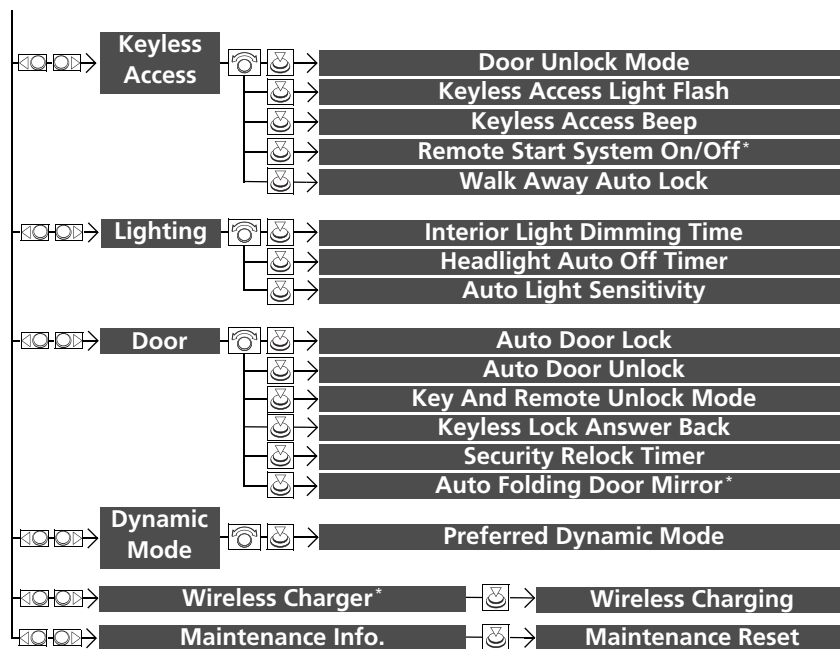 Keyless
Access
Door Unlock Mode
Keyless Access Light Flash
Keyless Access Beep
Remote Start System On/Off*
Walk Away Auto Lock
Lighting
Interior Light Dimming Time
Headlight Auto Off Timer
Auto Light Sensitivity
Door
Auto Door Lock
Auto Door Unlock
Key And Remote Unlock Mode
Keyless Lock Answer Back
Security Relock Timer
Auto Folding Door Mirror*
Dynamic
Mode
Preferred Dynamic Mode
Wireless Charger*
Wireless Charging
Maintenance Info.
Maintenance Reset